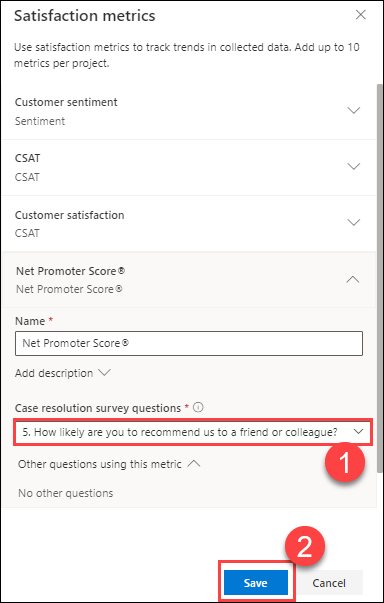 Satisfaction metrics
Use satisfaction metrics to track trends in collected data. Add up to 10
metrics per project.
Customer sentiment
Sentiment
CSAT
CSAT
Customer satisfaction
CSAT
Net Promoter Score®
Net Promoter Score®
Name *
Net Promoter Score®
Add description
Case resolution survey questions *
5. How likely are you to recommend us to a friend or colleague?
1
Other questions using this metric
No other questions
2
Save
Cancel